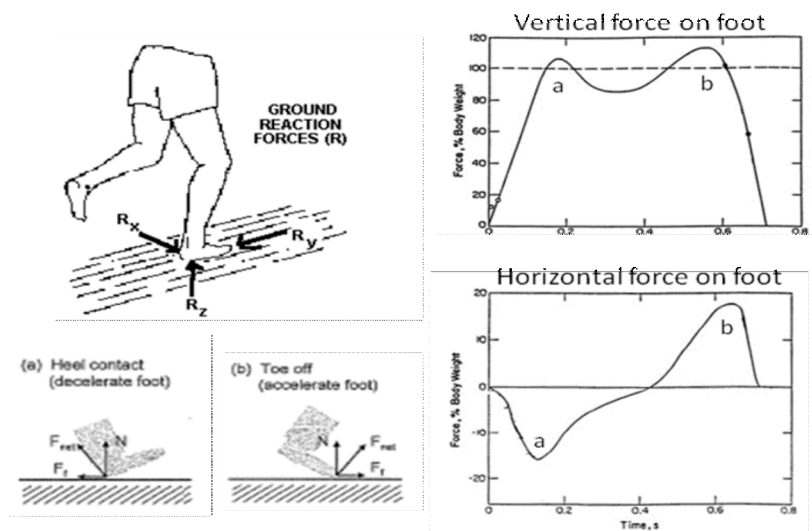 GROUND
REACTION
FORCES (R)
Rx
Ry
Rz
Vertical force on foot
120
100
80
60
40
20
0
Force, % Body Weight
a
b
0
0.2
0.4
0.6
0.8
(a) Heel contact
(decelerate foot)
Fnet
N
Ff
(b) Toe off
(accelerate foot)
N
Fnet
Ff
Horizontal force on foot
20
10
0
-10
-20
Force, % Body Weight
a
b
0
0.2
0.4
0.6
0.8
Time, s